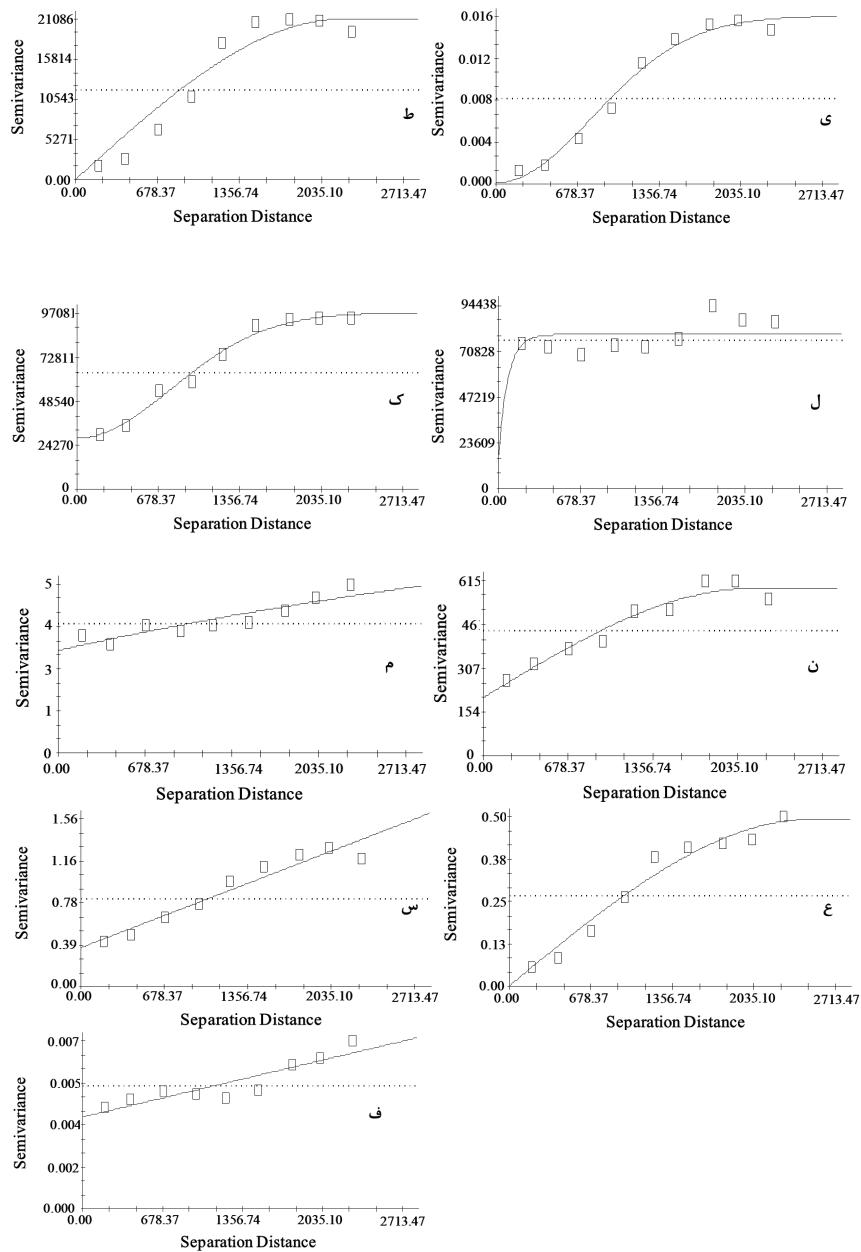 21086
15814
10543
5271
0.00
Semivariance
ط
0.00 678.37 1356.74 2035.10 2713.47
Separation Distance
0.016
0.012
0.008
0.004
0.000
Semivariance
ی
0.00 678.37 1356.74 2035.10 2713.47
Separation Distance
97081
72811
48540
24270
0
Semivariance
ک
0.00 678.37 1356.74 2035.10 2713.47
Separation Distance
94438
70828
47219
23609
0
Semivariance
ل
0.00 678.37 1356.74 2035.10 2713.47
Separation Distance
5
4
3
1
0
Semivariance
م
0.00 678.37 1356.74 2035.10 2713.47
Separation Distance
615
46
307
154
0
Semivariance
ن
0.00 678.37 1356.74 2035.10 2713.47
Separation Distance
1.56
1.16
0.78
0.39
0.00
Semivariance
س
0.00 678.37 1356.74 2035.10 2713.47
Separation Distance
0.50
0.38
0.25
0.13
0.00
Semivariance
ع
0.00 678.37 1356.74 2035.10 2713.47
Separation Distance
0.007
0.005
0.004
0.002
0.000
Semivariance
ف
0.00 678.37 1356.74 2035.10 2713.47
Separation Distance